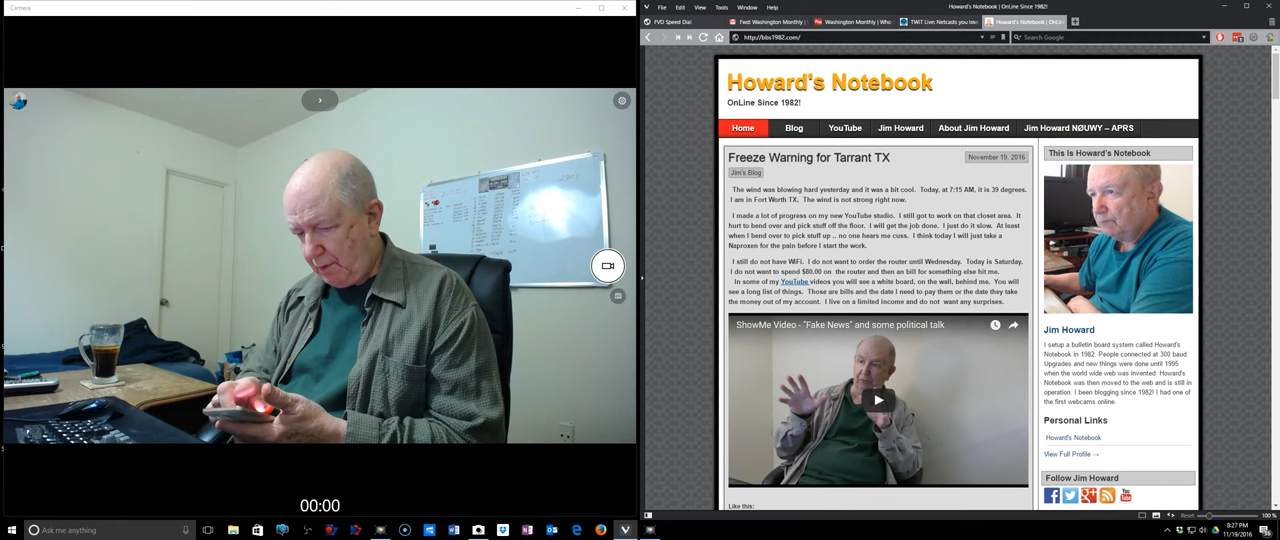 Camera
00:00
File Edit View Tools Window Help
Howard's Notebook | OnLine Since 1982!
FVD Speed Dial
Fwd: Washington Monthly |
Washington Monthly | Who
TWiT Live: Netcasts you lov
Howard's Notebook | OnLin
http://bbs1982.com/
Search Google
Howard's Notebook
OnLine Since 1982!
Home Blog YouTube Jim Howard About Jim Howard Jim Howard NØUWY – APRS
Freeze Warning for Tarrant TX
November 19, 2016
Jim's Blog
The wind was blowing hard yesterday and it was a bit cool. Today, at 7:15 AM, it is 39 degrees.
I am in Fort Worth TX. The wind is not strong right now.
I made a lot of progress on my new YouTube studio. I still got to work on that closet area. It
hurt to bend over and pick stuff off the floor. I will get the job done. I just do it slow. At least
when I bend over to pick stuff up .. no one hears me cuss. I think today I will just take a
Naproxen for the pain before I start the work.
I still do not have WiFi. I do not want to order the router until Wednesday. Today is Saturday.
I do not want to spend $80.00 on the router and then an bill for something else hit me.
In some of my YouTube videos you will see a white board, on the wall, behind me. You will
see a long list of things. Those are bills and the date I need to pay them or the date they take
the money out of my account. I live on a limited income and do not want any surprises.
ShowMe Video - "Fake News" and some political talk
Like this:
This Is Howard's Notebook
Jim Howard
I setup a bulletin board system called Howard's
Notebook in 1982. People connected at 300 baud.
Upgrades and new things were done until 1995
when the world wide web was invented. Howard's
Notebook was then moved to the web and is still in
operation. I been blogging since 1982! I had one of
the first webcams online.
Personal Links
Howard's Notebook
View Full Profile →
Follow Jim Howard
You
Tube
Reset
100 %
Ask me anything
8:27 PM
11/19/2016